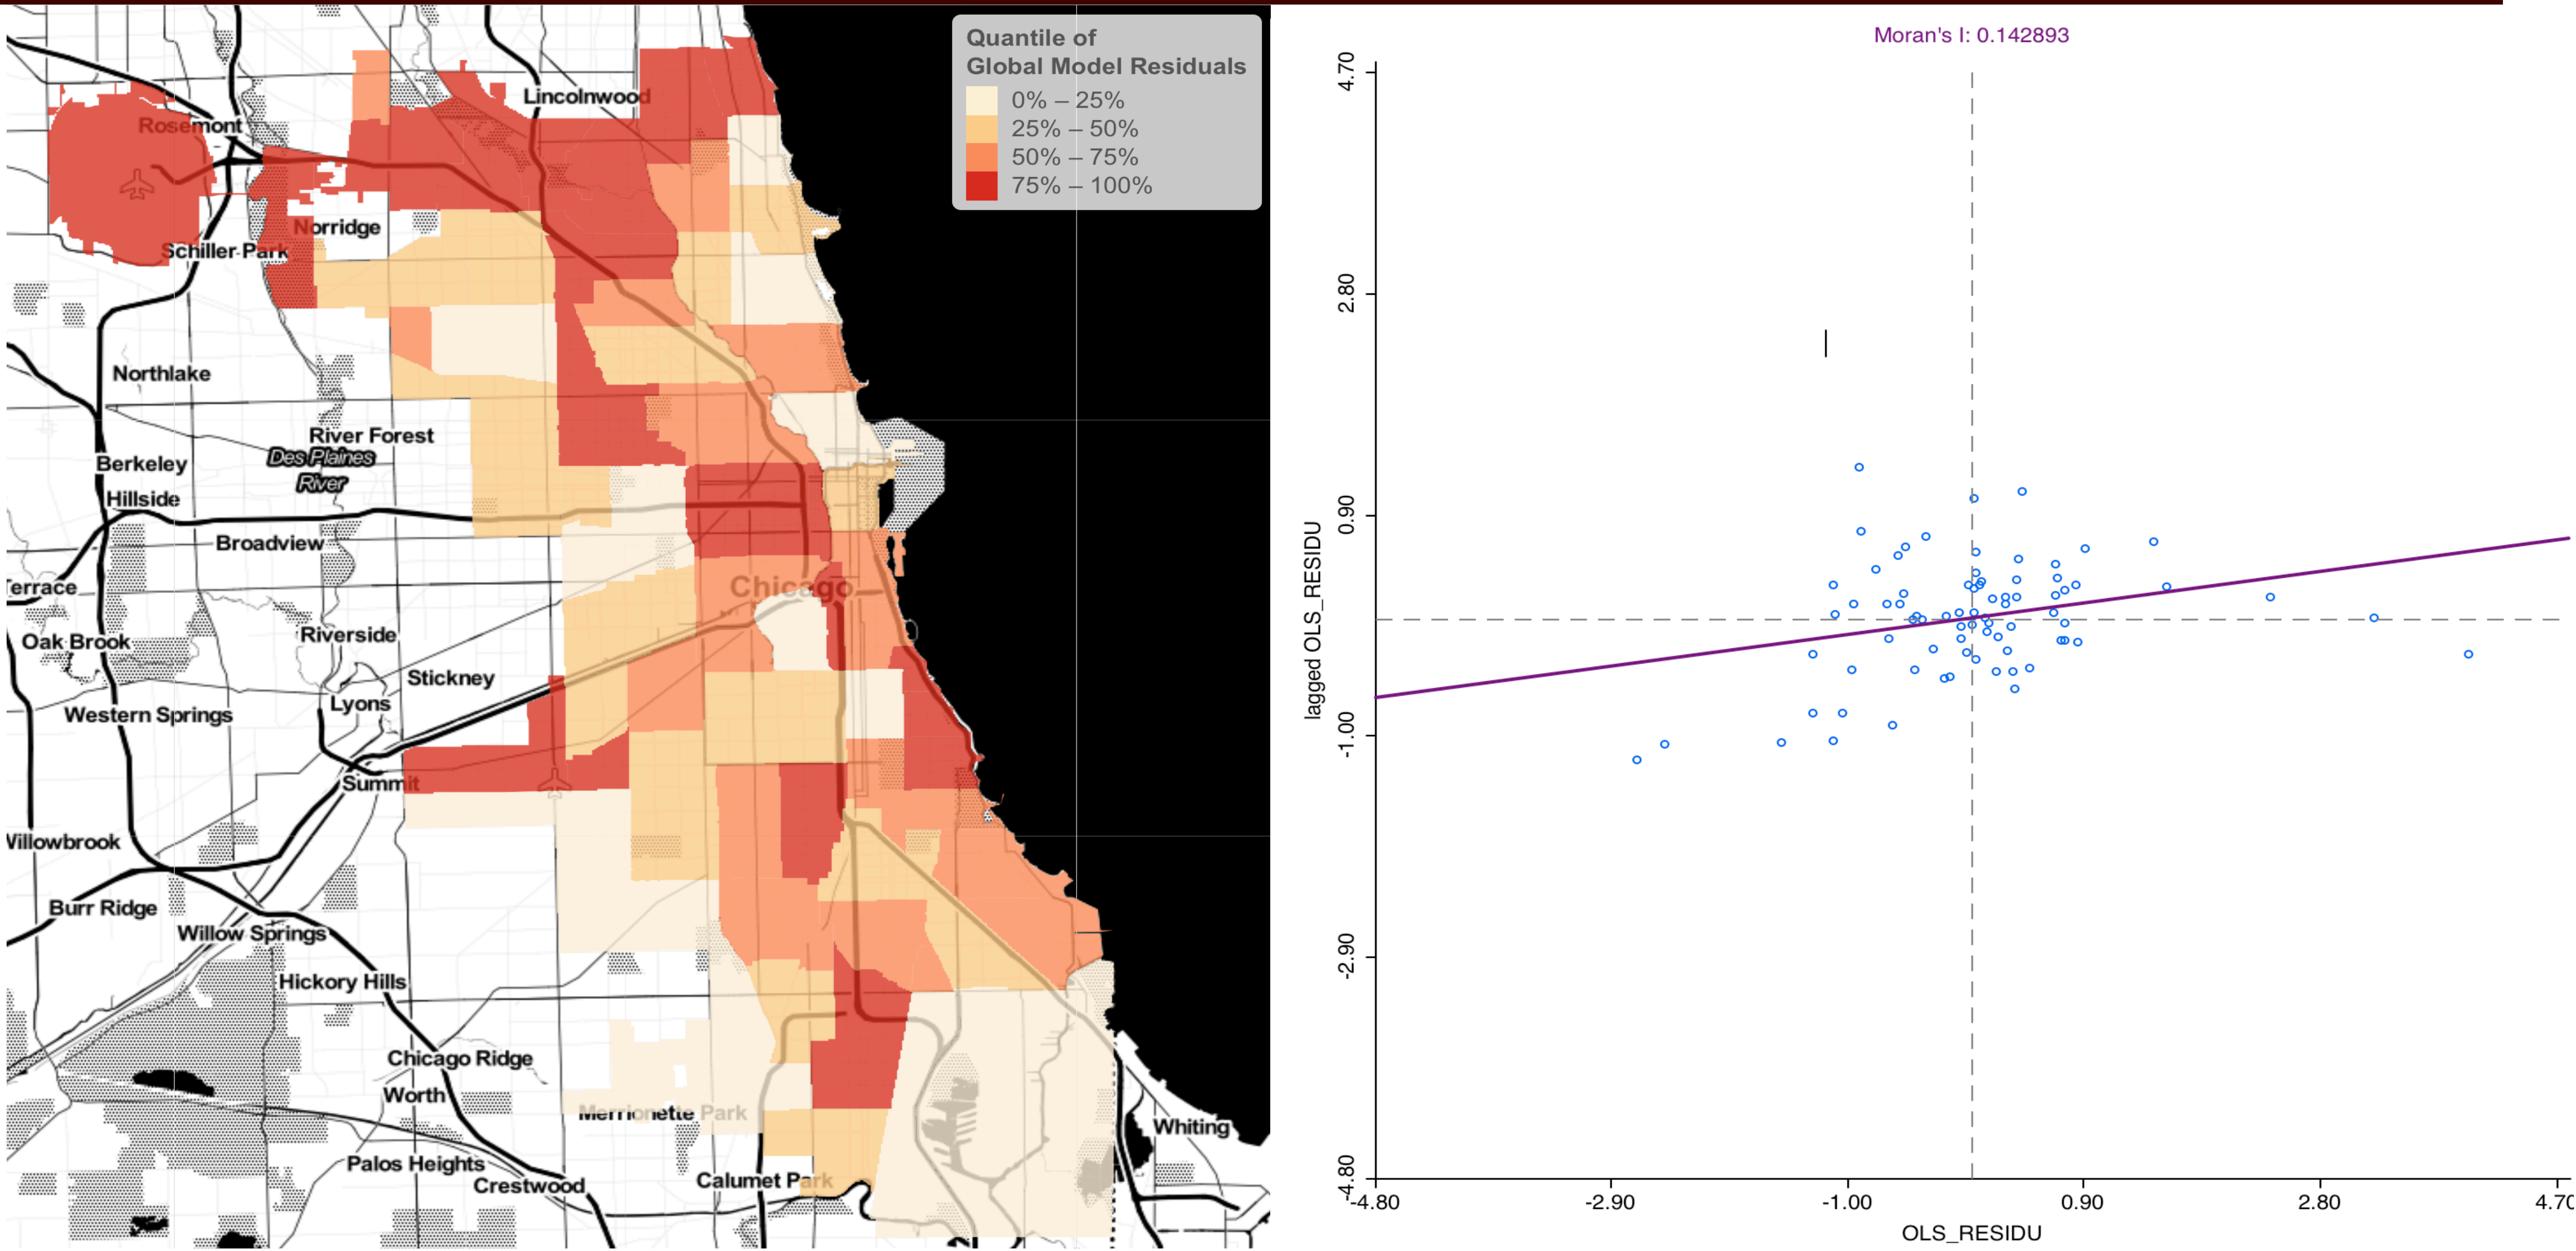 Quantile of
Global Model Residuals
0% – 25%
25% – 50%
50% – 75%
75% – 100%
Lincolnwood
Rosemont
Norridge
Schiller Park
Northlake
River Forest
Des Plaines
River
Berkeley
Hillside
Broadview
Terrace
Chicago
Oak Brook
Riverside
Stickney
Lyons
Western Springs
Summit
Willowbrook
Burr Ridge
Willow Springs
Hickory Hills
Chicago Ridge
Worth
Merrionette Park
Whiting
Palos Heights
Crestwood
Calumet Park
Moran's I: 0.142893
4.70
2.80
0.90
-1.00
-2.90
-4.80
lagged OLS_RESIDU
-4.80
-2.90
-1.00
0.90
2.80
4.70
OLS_RESIDU